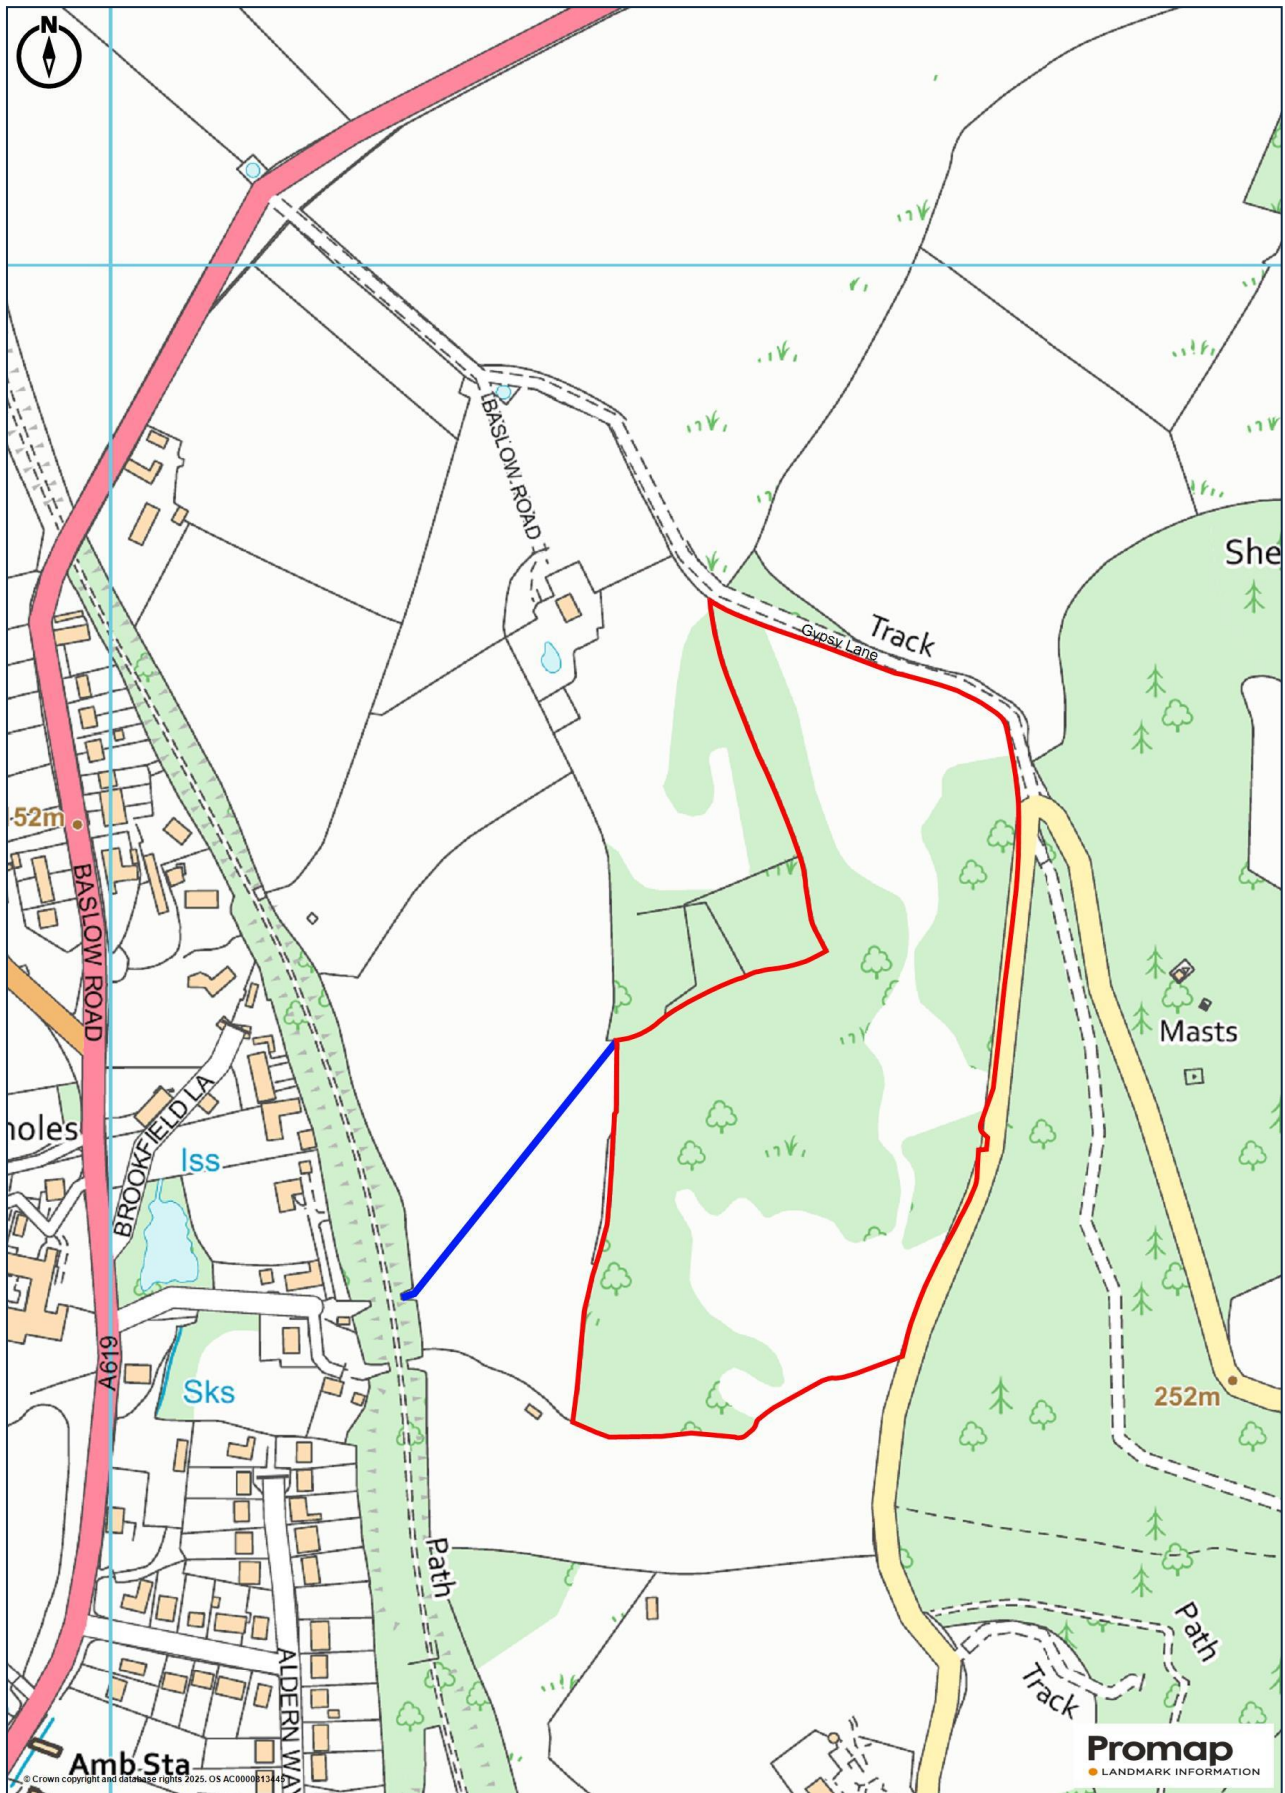 N
BASLOW ROAD
She
Track
Gypsy Lane
52m
BASLOW ROAD
Masts
holes
BROOKFIELD LA
Iss
A619
Sks
252m
Path
Path
Track
ALDERN WAY
Amb Sta
© Crown copyright and database rights 2025. OS AC0000813445
Promap
LANDMARK INFORMATION